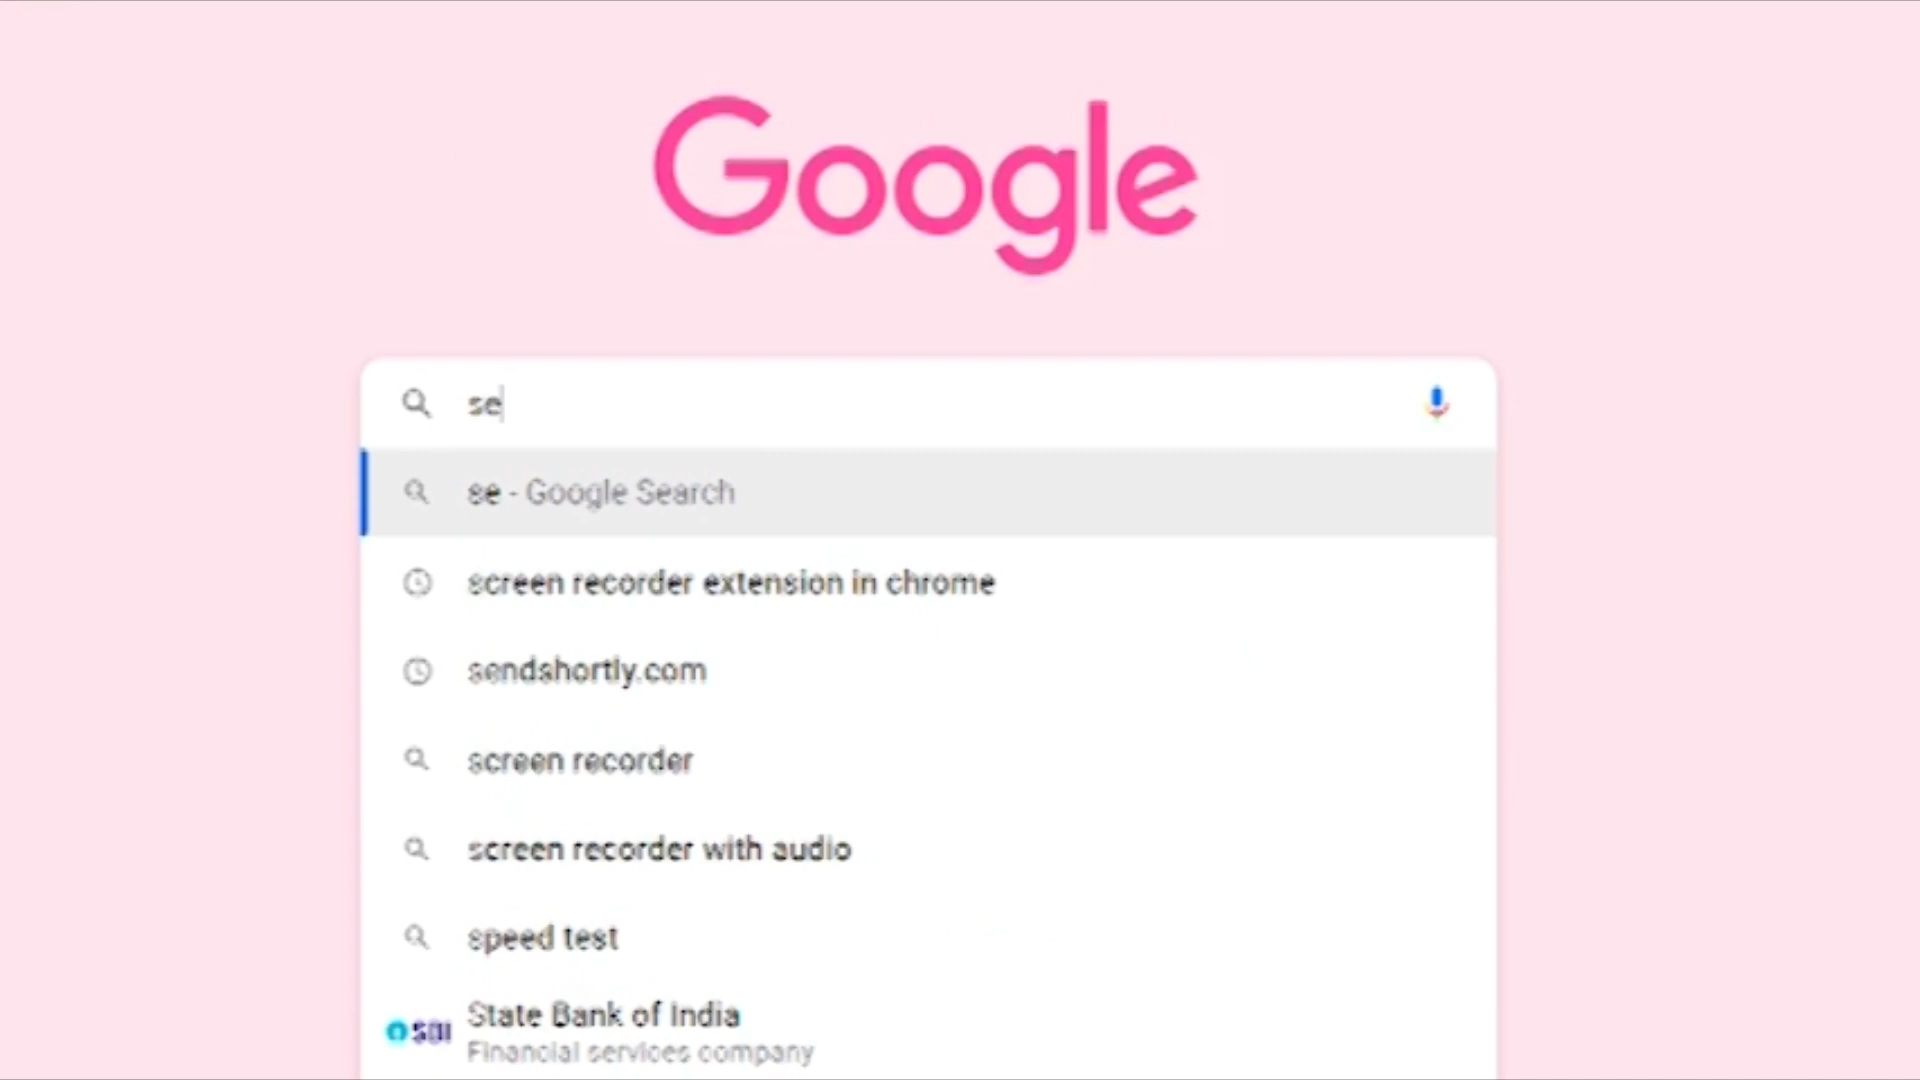 Google
se
se - Google Search
screen recorder extension in chrome
sendshortly.com
screen recorder
screen recorder with audio
speed test
SBI
State Bank of India
Financial services company